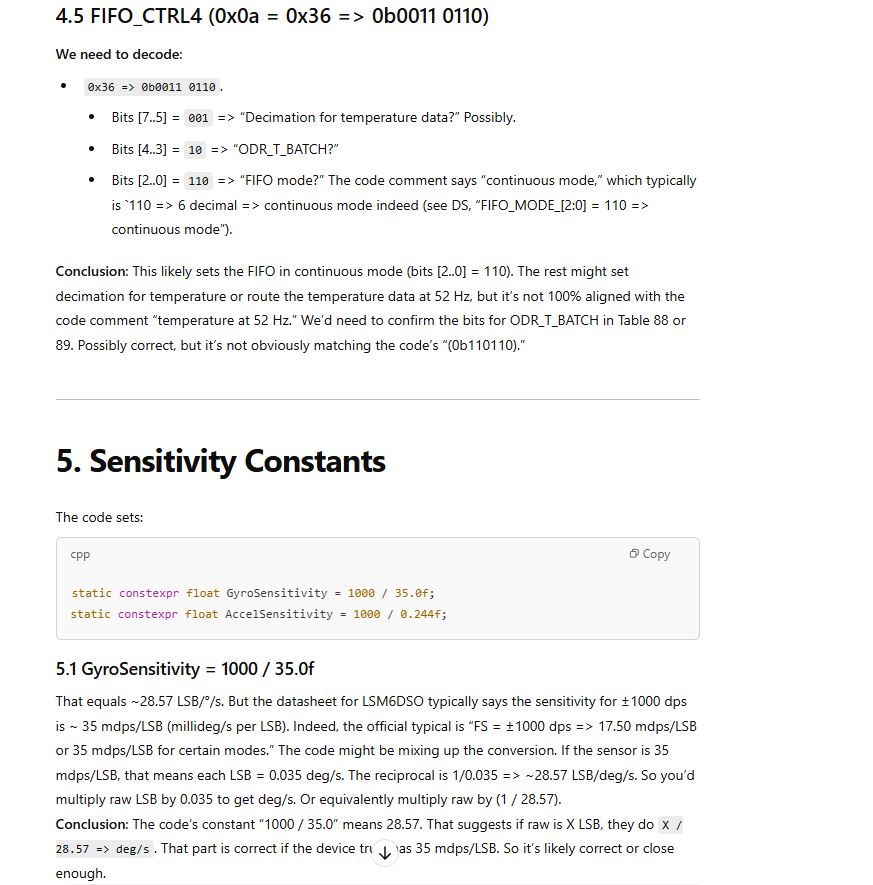 4.5 FIFO_CTRL4 (0x0a = 0x36 => 0b0011 0110)
We need to decode:
0x36 => 0b0011 0110 .
Bits [7..5] = 001 => “Decimation for temperature data?” Possibly.
Bits [4..3] = 10 => “ODR_T_BATCH?”
Bits [2..0] = 110 => “FIFO mode?” The code comment says “continuous mode,” which typically
is `110 => 6 decimal => continuous mode indeed (see DS, “FIFO_MODE_[2:0] = 110 =>
continuous mode”).
Conclusion: This likely sets the FIFO in continuous mode (bits [2..0] = 110). The rest might set
decimation for temperature or route the temperature data at 52 Hz, but it’s not 100% aligned with the
code comment “temperature at 52 Hz.” We’d need to confirm the bits for ODR_T_BATCH in Table 88 or
89. Possibly correct, but it’s not obviously matching the code’s “(0b110110).”
5. Sensitivity Constants
The code sets:
cpp
Copy
static constexpr float GyroSensitivity = 1000 / 35.0f;
static constexpr float AccelSensitivity = 1000 / 0.244f;
5.1 GyroSensitivity = 1000 / 35.0f
That equals ~28.57 LSB/°/s. But the datasheet for LSM6DSO typically says the sensitivity for ±1000 dps
is ~ 35 mdps/LSB (millideg/s per LSB). Indeed, the official typical is “FS = ±1000 dps => 17.50 mdps/LSB
or 35 mdps/LSB for certain modes.” The code might be mixing up the conversion. If the sensor is 35
mdps/LSB, that means each LSB = 0.035 deg/s. The reciprocal is 1/0.035 => ~28.57 LSB/deg/s. So you’d
multiply raw LSB by 0.035 to get deg/s. Or equivalently multiply raw by (1 / 28.57).
Conclusion: The code’s constant “1000 / 35.0” means 28.57. That suggests if raw is X LSB, they do X /
28.57 => deg/s . That part is correct if the device as 35 mdps/LSB. So it’s likely correct or close
enough.